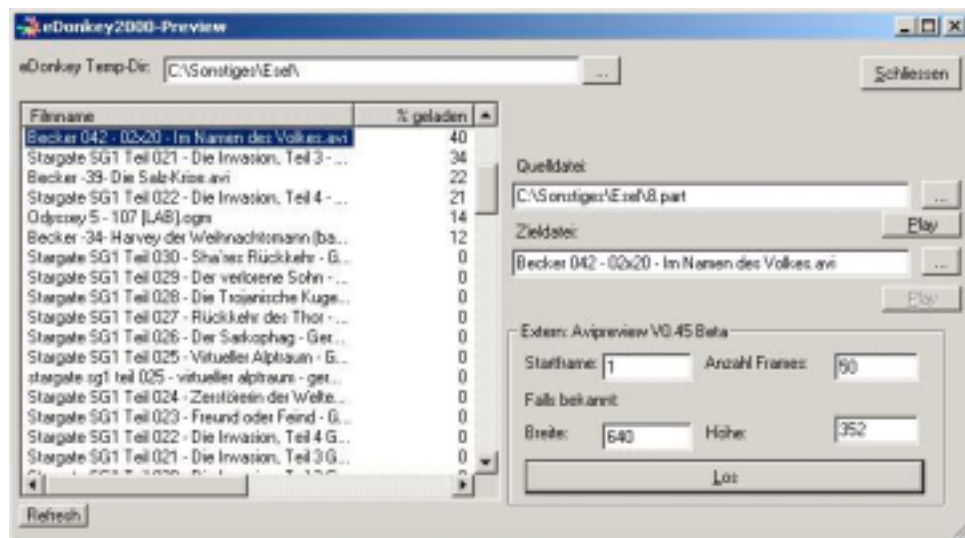 eDonkey2000-Preview
eDonkey Temp-Dir: C:\Sonstiges\Esel\ ... Schliessen
Filmname % geladen
Becker 042 - 02x20 - Im Namen des Volkes.avi 40
Stargate SG1 Teil 021 - Die Invasion, Teil 3 - ... 34
Becker -39- Die Salz-Krise.avi 22
Stargate SG1 Teil 022 - Die Invasion, Teil 4 - ... 21
Odyssey 5 - 107 [LAB].ogm 14
Becker -34- Harvey der Weihnachtsmann (ba... 12
Stargate SG1 Teil 030 - Sha'res Rückkehr - G... 0
Stargate SG1 Teil 029 - Der verlorene Sohn - ... 0
Stargate SG1 Teil 028 - Die Trojanische Kuge... 0
Stargate SG1 Teil 027 - Rückkehr des Thor - ... 0
Stargate SG1 Teil 026 - Der Sarkophag - Ger... 0
Stargate SG1 Teil 025 - Virtueller Alptraum - G... 0
stargate sg1 teil 025 - virtueller alptraum - ger... 0
Stargate SG1 Teil 024 - Zerstörerin der Welte... 0
Stargate SG1 Teil 023 - Freund oder Feind - G... 0
Stargate SG1 Teil 022 - Die Invasion, Teil 4 G... 0
Stargate SG1 Teil 021 - Die Invasion, Teil 3 G... 0
Refresh
Quelldatei:
C:\Sonstiges\Esel\8.part ...
Play
Zieldatei:
Becker 042 - 02x20 - Im Namen des Volkes.avi ...
Play
Extern: Avipreview V0.45 Beta
Startframe: 1 Anzahl Frames: 50
Falls bekannt:
Breite: 640 Höhe: 352
Los